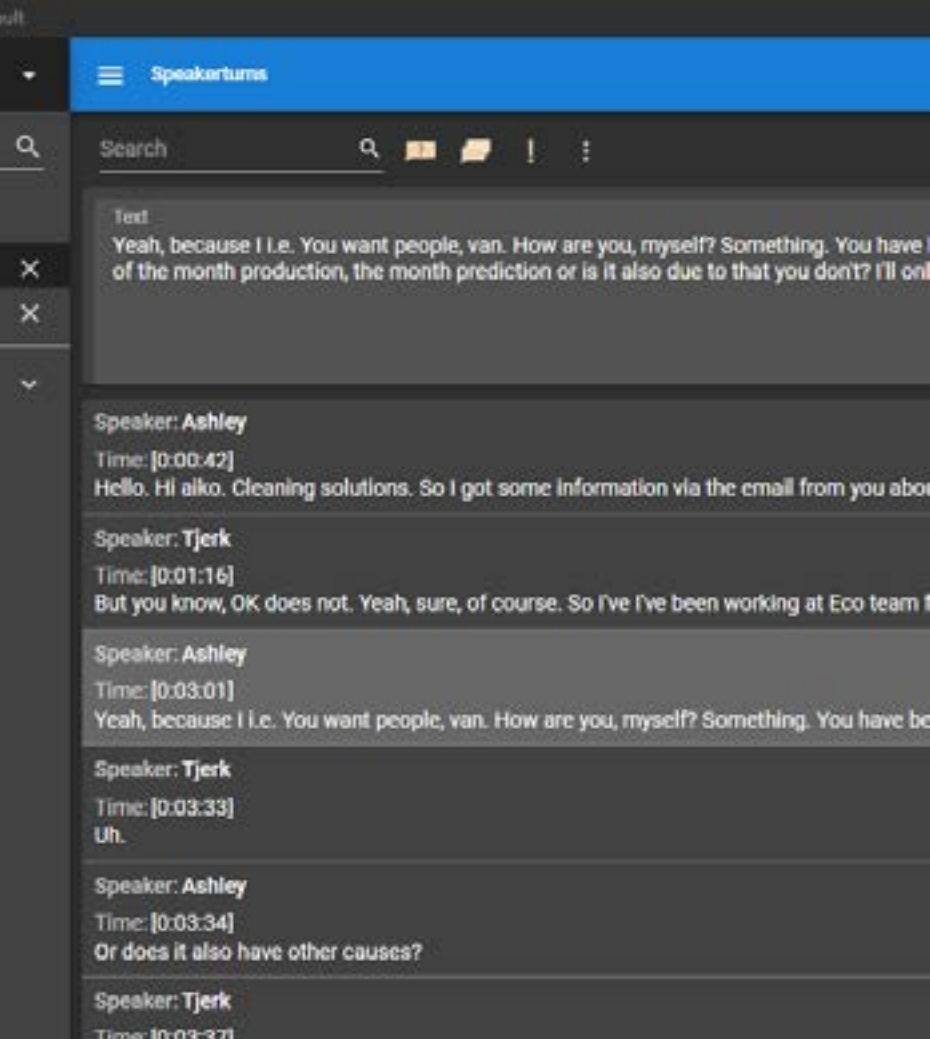 ault
Speakerturns
Search
Text
Yeah, because I i.e. You want people, van. How are you, myself? Something. You have
of the month production, the month prediction or is it also due to that you don't? I'll onl
Speaker: Ashley
Time: [0:00:42]
Hello. Hi aiko. Cleaning solutions. So I got some information via the email from you abo
Speaker: Tjerk
Time: [0:01:16]
But you know, OK does not. Yeah, sure, of course. So I've I've been working at Eco team
Speaker: Ashley
Time: [0:03:01]
Yeah, because I i.e. You want people, van. How are you, myself? Something. You have be
Speaker: Tjerk
Time: [0:03:33]
Uh.
Speaker: Ashley
Time: [0:03:34]
Or does it also have other causes?
Speaker: Tjerk
Time: [0:03:37]